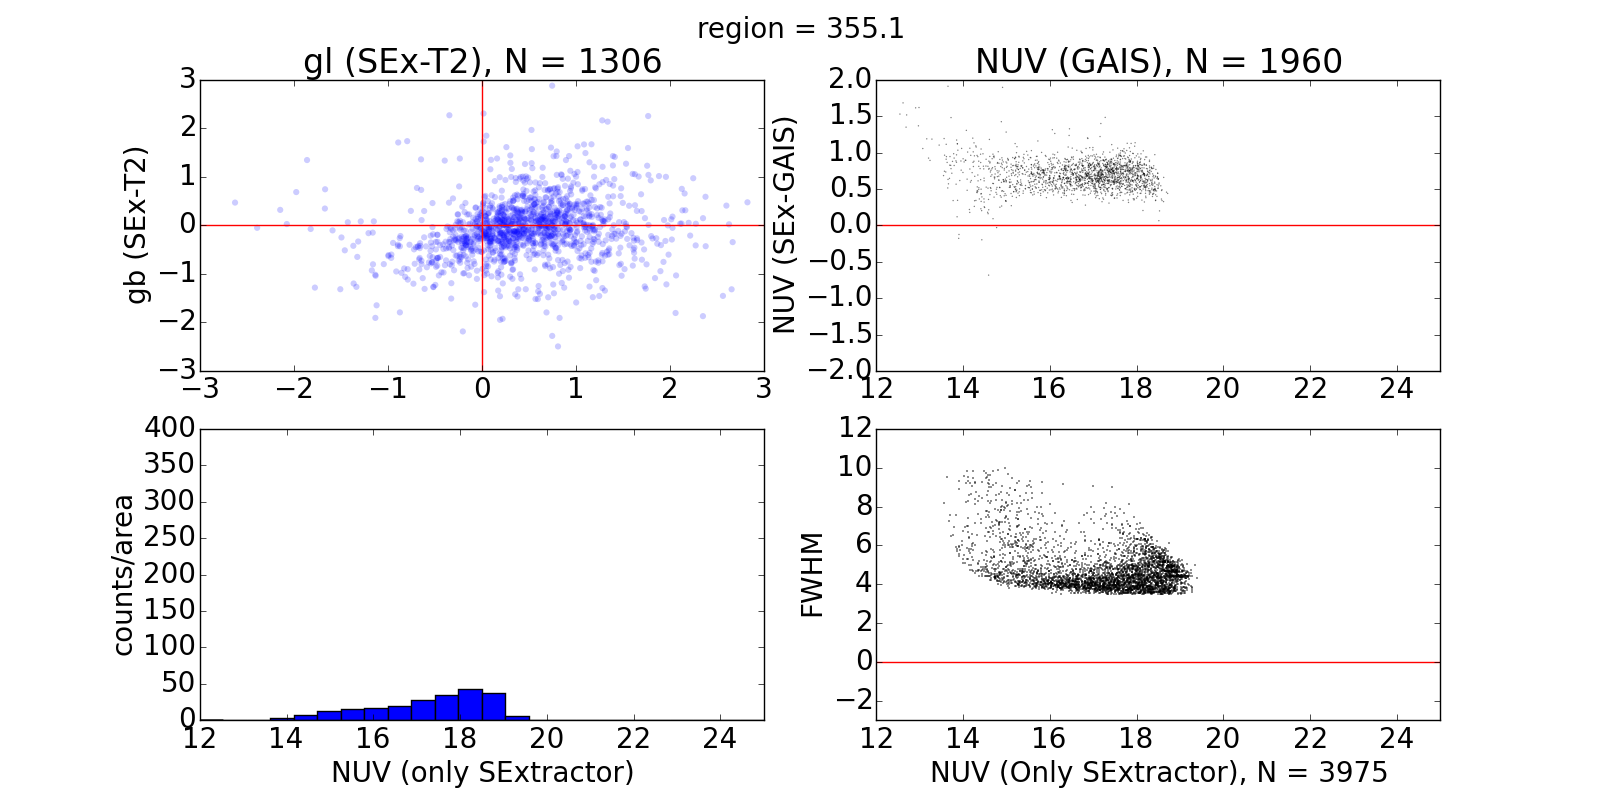 region = 355.1
gl (SEx-T2), N = 1306
3
2
1
0
−1
−2
−3
gb (SEx-T2)
−3 −2 −1 0 1 2 3
NUV (GAIS), N = 1960
2.0
1.5
1.0
0.5
0.0
−0.5
−1.0
−1.5
−2.0
NUV (SEx-GAIS)
12 14 16 18 20 22 24
400
350
300
250
200
150
100
50
0
counts/area
12 14 16 18 20 22 24
NUV (only SExtractor)
12
10
8
6
4
2
0
−2
FWHM
12 14 16 18 20 22 24
NUV (Only SExtractor), N = 3975